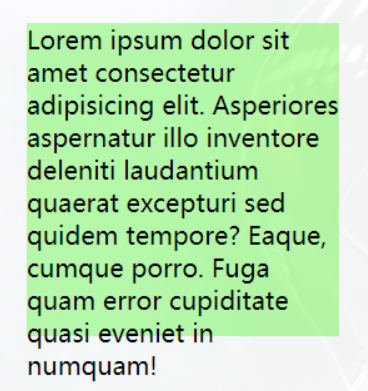 Lorem ipsum dolor sit
amet consectetur
adipisicing elit. Asperiores
aspernatur illo inventore
deleniti laudantium
quaerat excepturi sed
quidem tempore? Eaque,
cumque porro. Fuga
quam error cupiditate
quasi eveniet in
numquam!